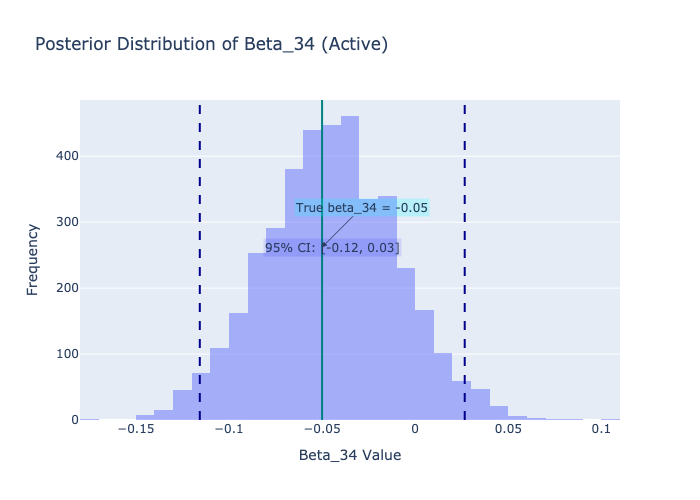 Posterior Distribution of Beta_34 (Active)
400
True beta_34 = -0.05
300
95% CI: [-0.12, 0.03]
200
100
0
Frequency
−0.15 −0.1 −0.05 0 0.05 0.1
Beta_34 Value